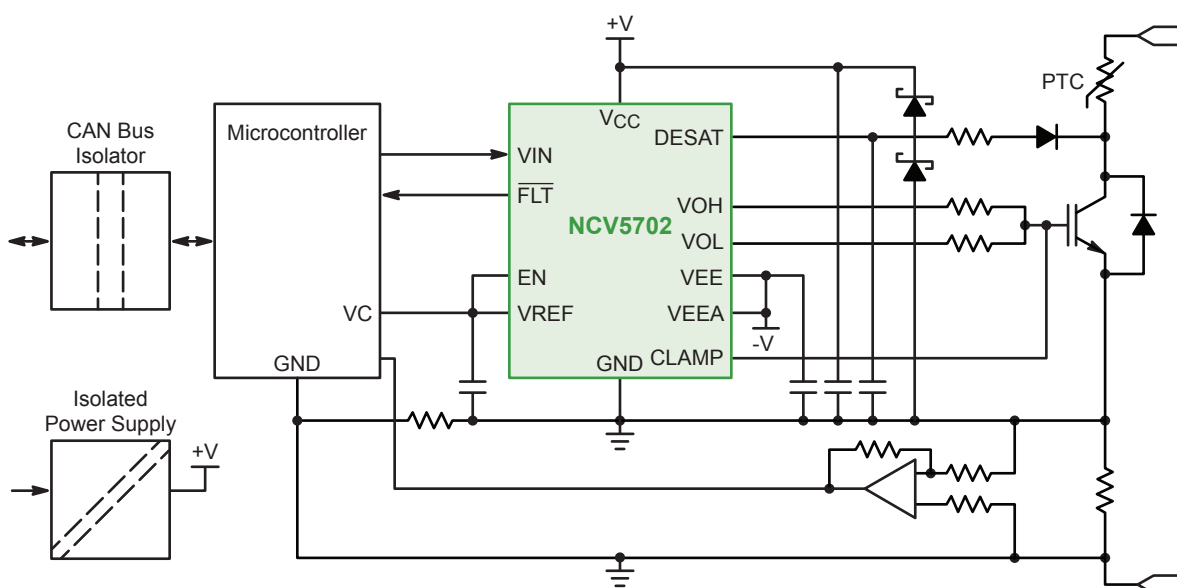 +V
PTC
CAN Bus
Isolator
Microcontroller
VCC
DESAT
VIN
FLT
VOH
NCV5702
VOL
EN
VEE
VC
VREF
VEEA
-V
GND
GND
CLAMP
Isolated
Power Supply
+V